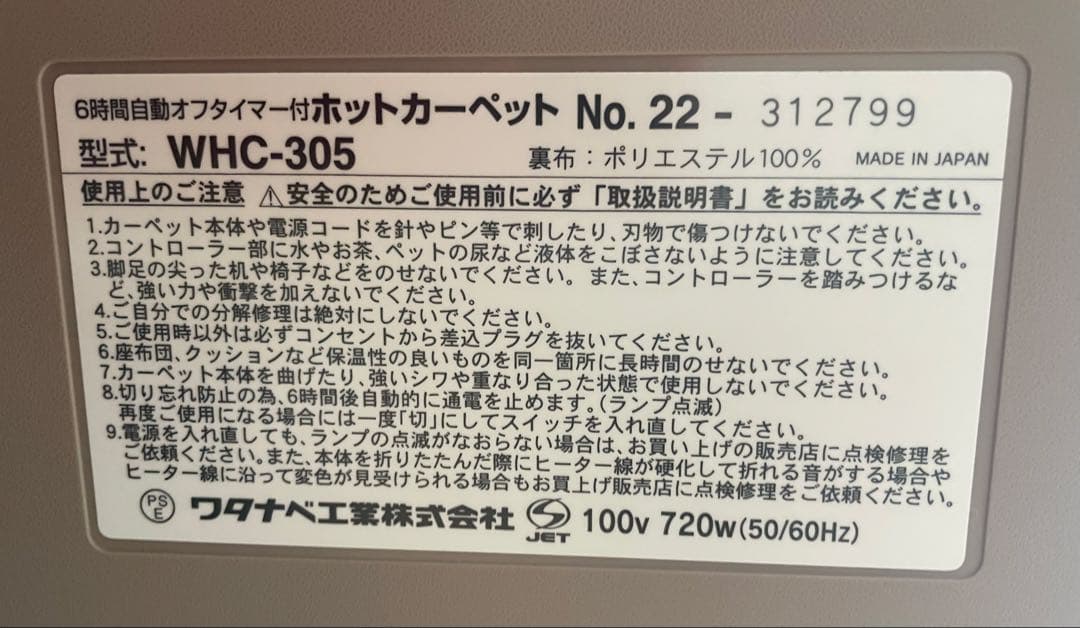 6時間自動オフタイマー付ホットカーペット No. 22 - 312799
型式: WHC-305 裏布：ポリエステル100% MADE IN JAPAN
使用上のご注意 ⚠安全のためご使用前に必ず「取扱説明書」をお読みください。
1.カーペット本体や電源コードを針やピン等で刺したり、刃物で傷つけないでください。
2.コントローラー部に水やお茶、ペットの尿など液体をこぼさないように注意してください。
3.脚足の尖った机や椅子などをのせないでください。また、コントローラーを踏みつけるな
ど、強い力や衝撃を加えないでください。
4.ご自分での分解修理は絶対にしないでください。
5.ご使用時以外は必ずコンセントから差込プラグを抜いてください。
6.座布団、クッションなど保温性の良いものを同一箇所に長時間のせないでください。
7.カーペット本体を曲げたり、強いシワや重なり合った状態で使用しないでください。
8.切り忘れ防止の為、6時間後自動的に通電を止めます。(ランプ点滅)
再度ご使用になる場合には一度「切」にしてスイッチを入れ直してください。
9.電源を入れ直しても、ランプの点滅がなおらない場合は、お買い上げの販売店に点検修理を
ご依頼ください。また、本体を折りたたんだ際にヒーター線が硬化して折れる音がする場合や
ヒーター線に沿って変色が見受けられる場合もお買上げ販売店に点検修理をご依頼ください。
PSE ワタナベ工業株式会社 JET 100v 720w(50/60Hz)